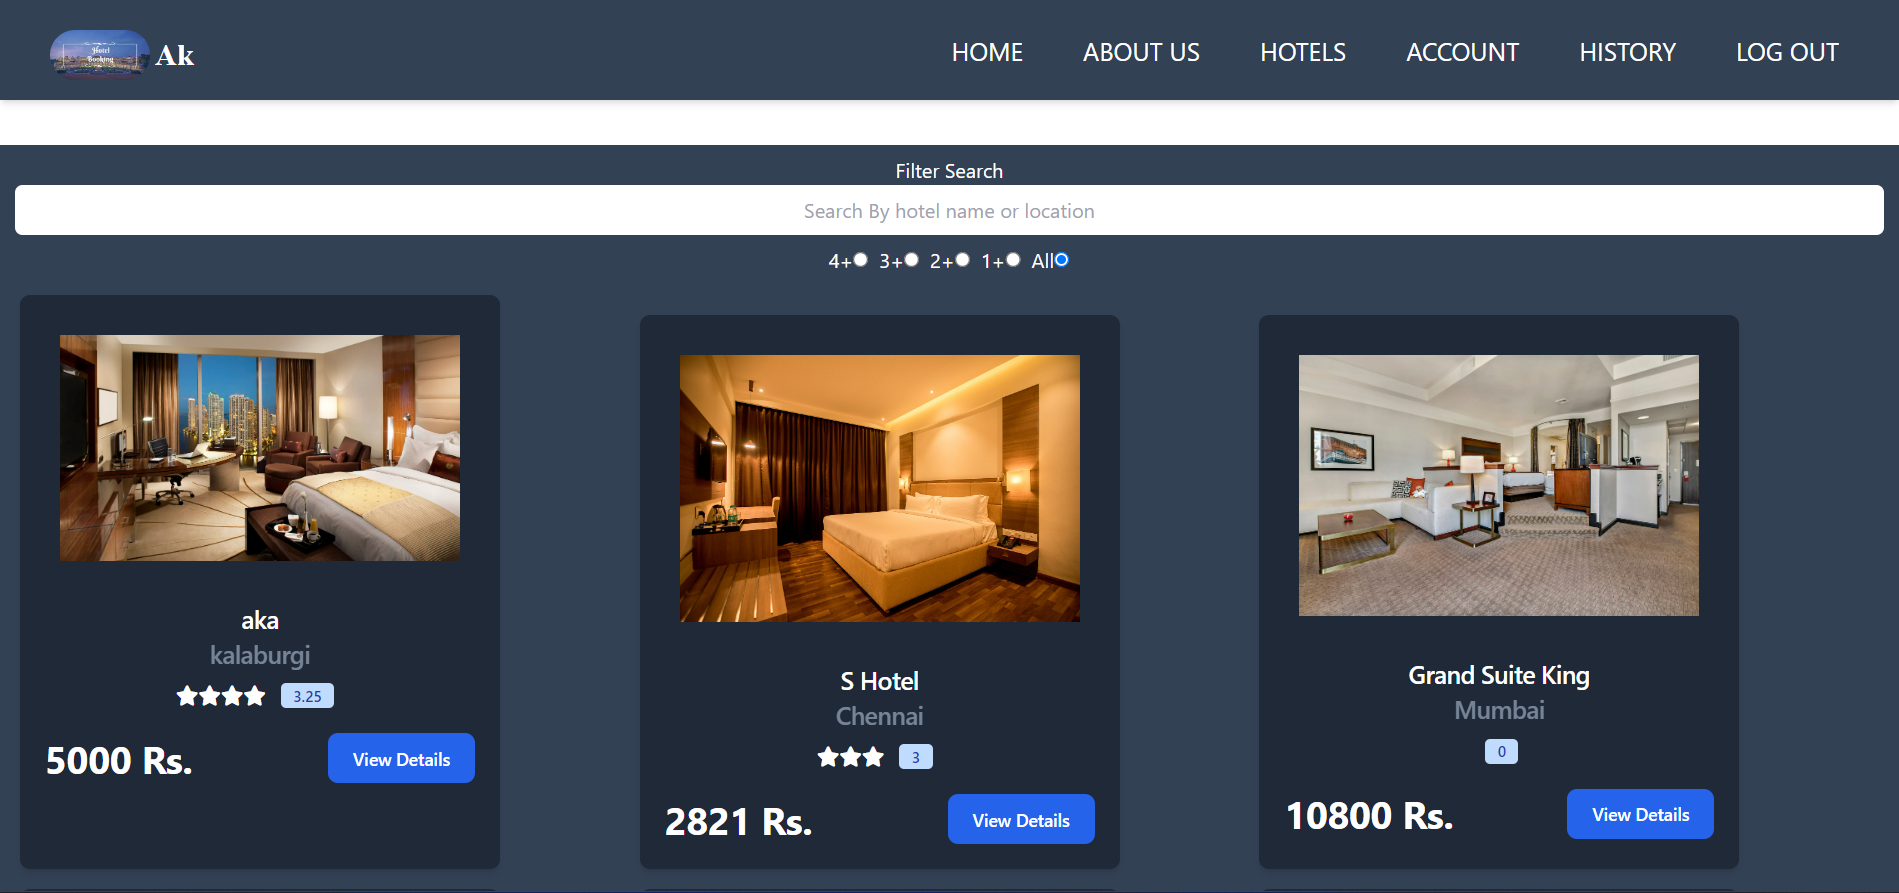 Hotel
Booking
Ak
HOME
ABOUT US
HOTELS
ACCOUNT
HISTORY
LOG OUT
Filter Search
Search By hotel name or location
4+ 3+ 2+ 1+ All
aka
kalaburgi
3.25
5000 Rs.
View Details
S Hotel
Chennai
3
2821 Rs.
View Details
Grand Suite King
Mumbai
0
10800 Rs.
View Details